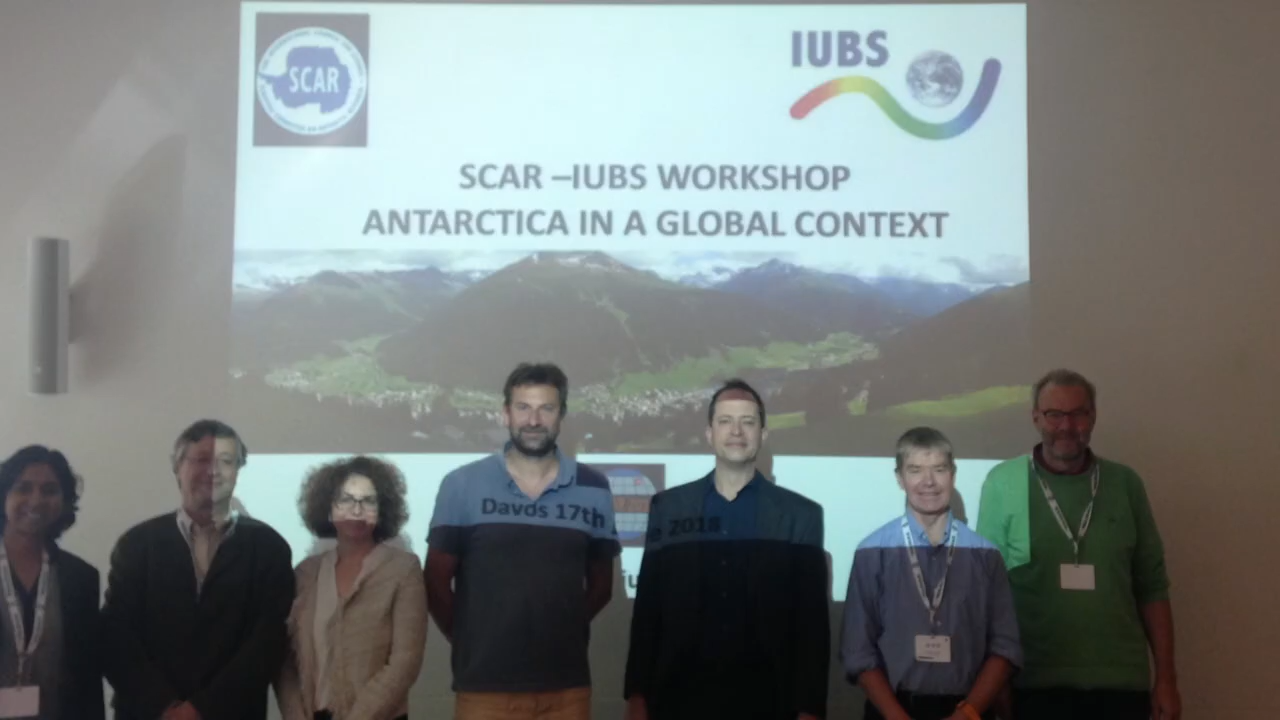 SCAR
IUBS
SCAR –IUBS WORKSHOP
ANTARCTICA IN A GLOBAL CONTEXT
Davos 17th
2018